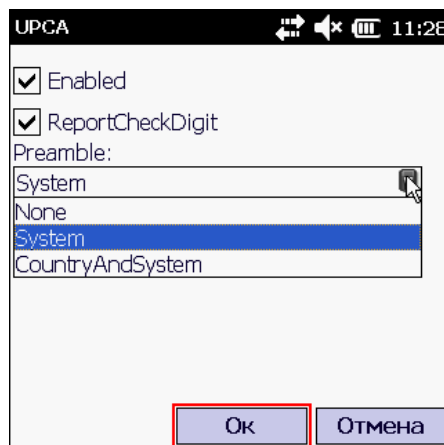 UPCA 11:28
Enabled
ReportCheckDigit
Preamble:
System
None
System
CountryAndSystem
Ок Отмена